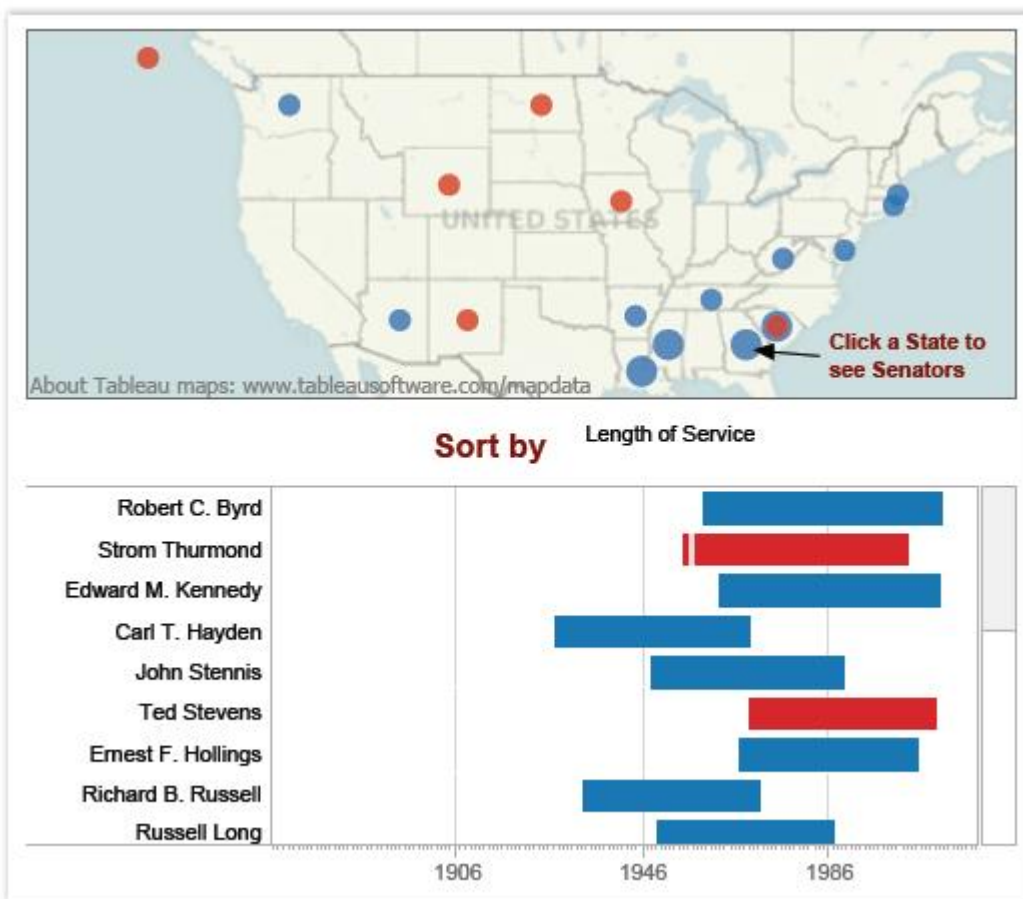 UNITED STATES
Click a State to
see Senators
About Tableau maps: www.tableausoftware.com/mapdata
Sort by Length of Service
Robert C. Byrd
Strom Thurmond
Edward M. Kennedy
Carl T. Hayden
John Stennis
Ted Stevens
Ernest F. Hollings
Richard B. Russell
Russell Long
1906 1946 1986